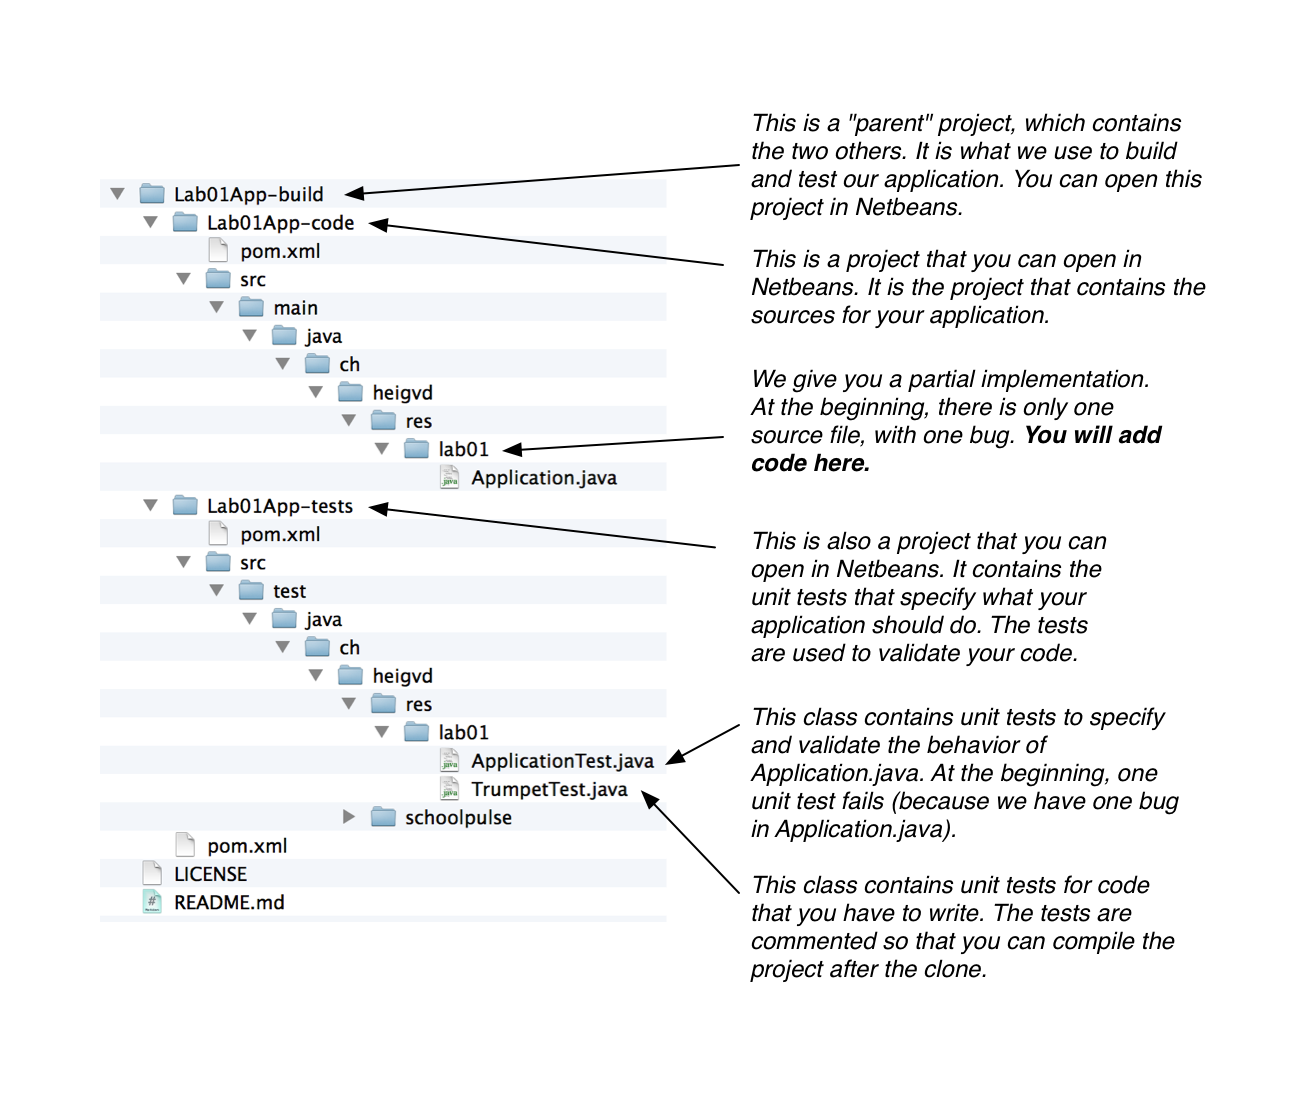 This is a "parent" project, which contains
the two others. It is what we use to build
and test our application. You can open this
project in Netbeans.
Lab01App-build
Lab01App-code
pom.xml
src
main
java
ch
heigvd
res
lab01
Application.java
Lab01App-tests
pom.xml
src
test
java
ch
heigvd
res
lab01
ApplicationTest.java
TrumpetTest.java
schoolpulse
pom.xml
LICENSE
README.md
This is a project that you can open in
Netbeans. It is the project that contains the
sources for your application.
We give you a partial implementation.
At the beginning, there is only one
source file, with one bug. You will add
code here.
This is also a project that you can
open in Netbeans. It contains the
unit tests that specify what your
application should do. The tests
are used to validate your code.
This class contains unit tests to specify
and validate the behavior of
Application.java. At the beginning, one
unit test fails (because we have one bug
in Application.java).
This class contains unit tests for code
that you have to write. The tests are
commented so that you can compile the
project after the clone.